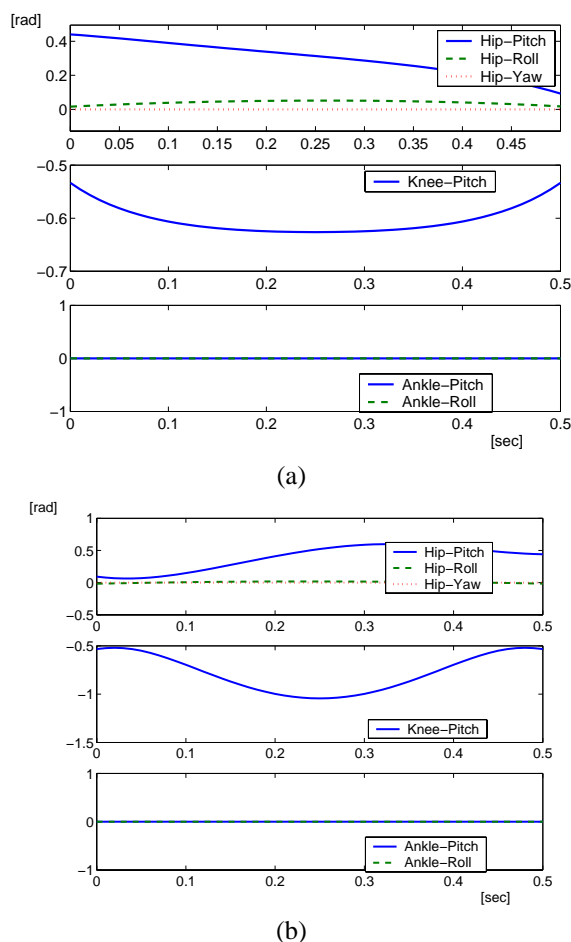 [rad]
0.4
0.2
0
Hip−Pitch
Hip−Roll
Hip−Yaw
0 0.05 0.1 0.15 0.2 0.25 0.3 0.35 0.4 0.45
−0.5
−0.6
−0.7
Knee−Pitch
0 0.1 0.2 0.3 0.4 0.5
1
0
−1
Ankle−Pitch
Ankle−Roll
0 0.1 0.2 0.3 0.4 0.5
[sec]
(a)
[rad]
1
0.5
0
−0.5
Hip−Pitch
Hip−Roll
Hip−Yaw
0 0.1 0.2 0.3 0.4 0.5
−0.5
−1
−1.5
Knee−Pitch
0 0.1 0.2 0.3 0.4 0.5
1
0
−1
Ankle−Pitch
Ankle−Roll
0 0.1 0.2 0.3 0.4 0.5
[sec]
(b)